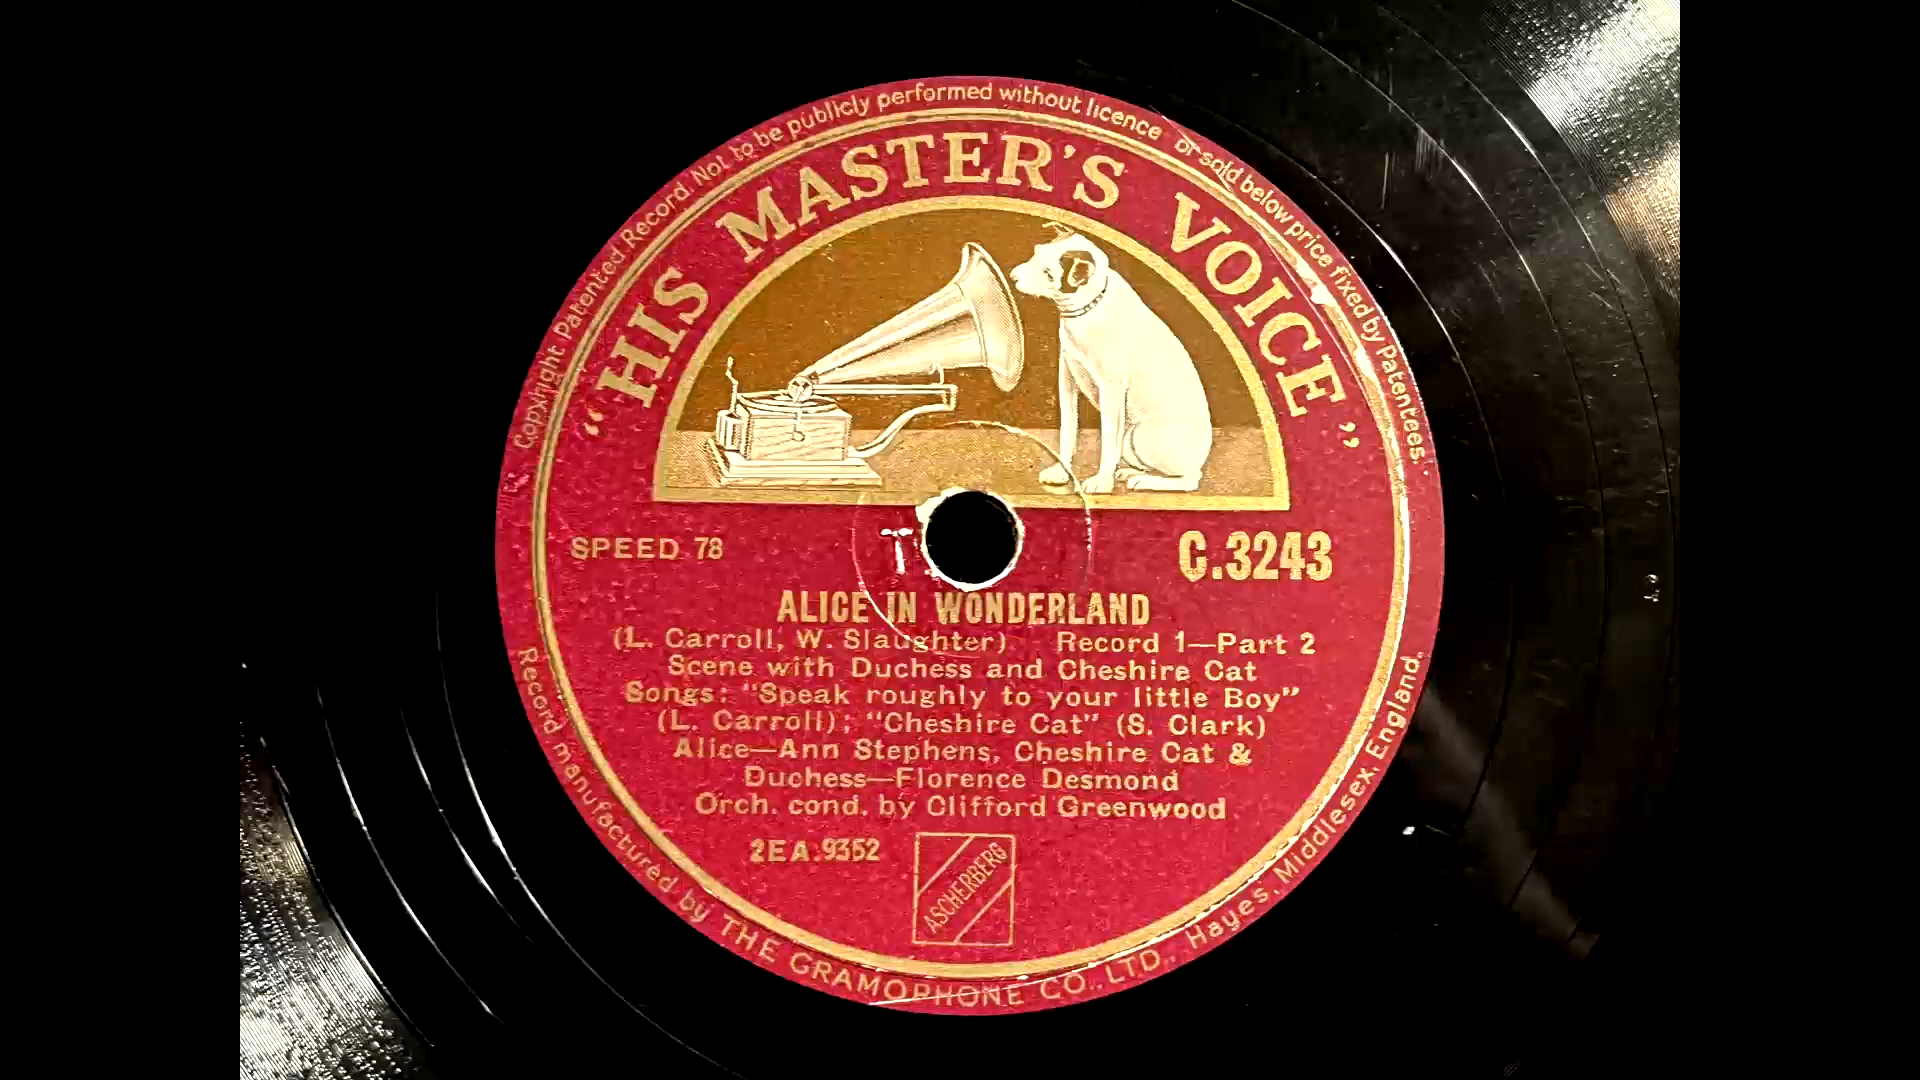 Copyright Patented Record. Not to be publicly performed without licence or sold below price fixed by Patentees.
"HIS MASTER'S VOICE"
SPEED 78
C.3243
ALICE IN WONDERLAND
(L. Carroll, W. Slaughter) Record 1—Part 2
Scene with Duchess and Cheshire Cat
Songs: "Speak roughly to your little Boy"
(L. Carroll); "Cheshire Cat" (S. Clark)
Alice—Ann Stephens, Cheshire Cat &
Duchess—Florence Desmond
Orch. cond. by Clifford Greenwood
2EA.9352
ASCHERBERG
Record manufactured by THE GRAMOPHONE CO., LTD., Hayes, Middlesex, England.